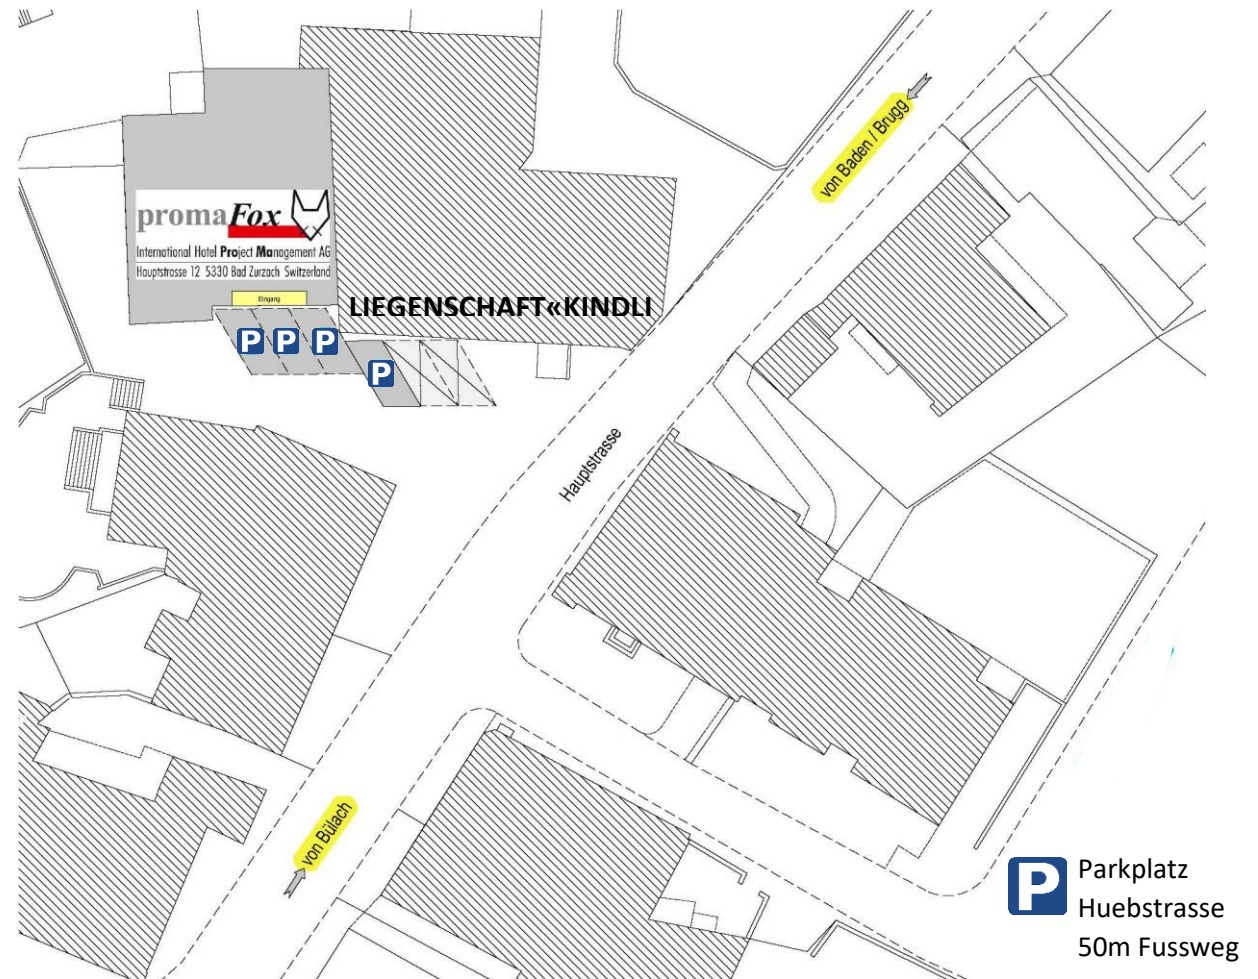 von Baden / Brugg
promaFox
International Hotel Project Management AG
Hauptstrasse 12 5330 Bad Zurzach Switzerland
Eingang
LIEGENSCHAFT«KINDLI
P P P
P
Hauptstrasse
von Bülach
P Parkplatz
Huebstrasse
50m Fussweg